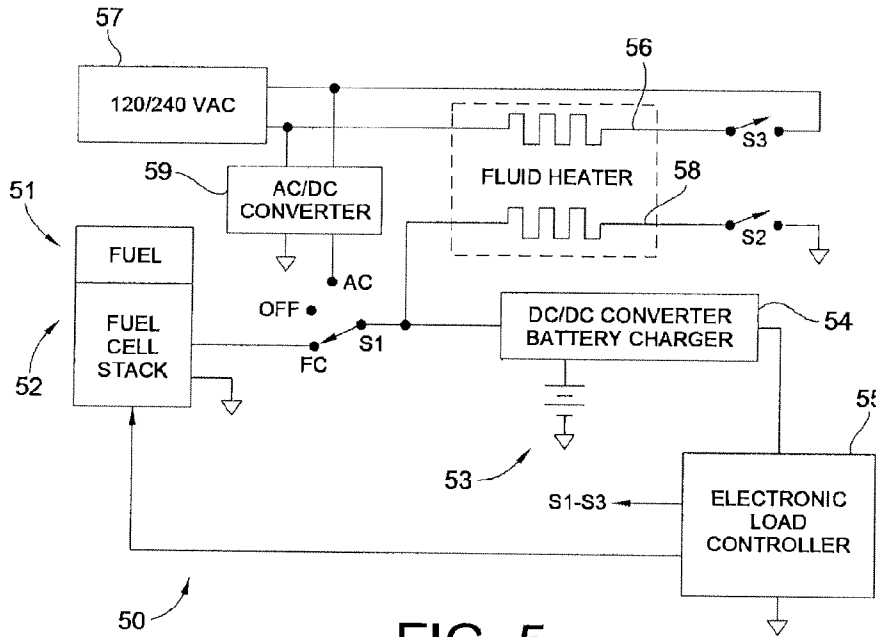 57
120/240 VAC
56
S3
59
AC/DC
CONVERTER
FLUID HEATER
58
S2
51
FUEL
AC
OFF
S1
FC
52
FUEL
CELL
STACK
DC/DC CONVERTER
BATTERY CHARGER
54
53
55
S1-S3
ELECTRONIC
LOAD
CONTROLLER
50
FIG. 5